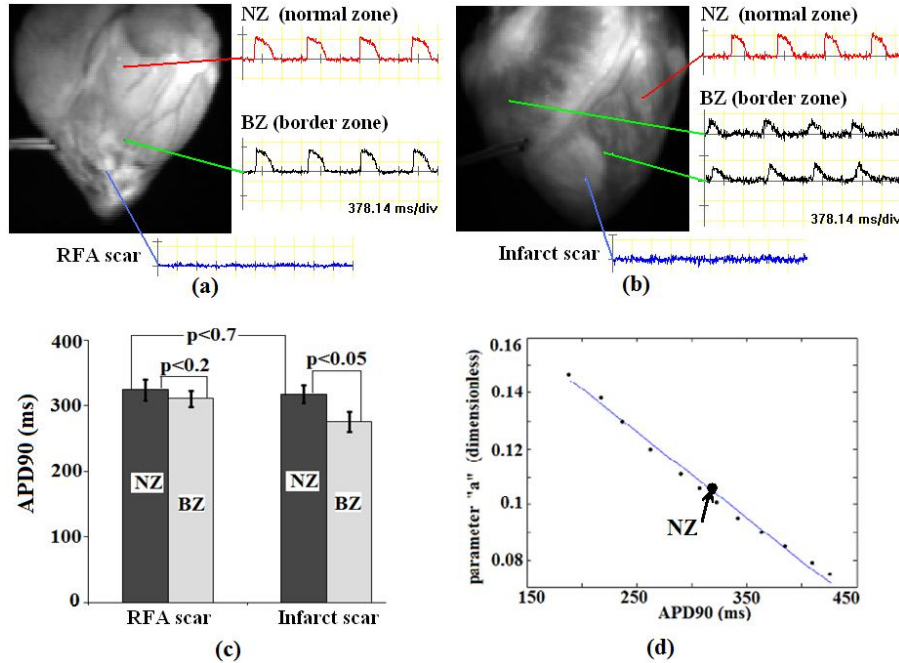 NZ (normal zone)
BZ (border zone)
378.14 ms/div
RFA scar
(a)
NZ (normal zone)
BZ (border zone)
378.14 ms/div
Infarct scar
(b)
APD90 (ms)
400
300
200
100
0
p<0.7
p<0.2
p<0.05
NZ
BZ
NZ
BZ
RFA scar
Infarct scar
(c)
parameter "a" (dimensionless)
0.16
0.14
0.12
0.1
0.08
NZ
150
250
350
450
APD90 (ms)
(d)